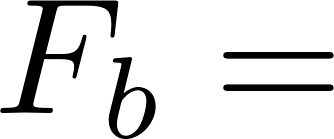 F_b =